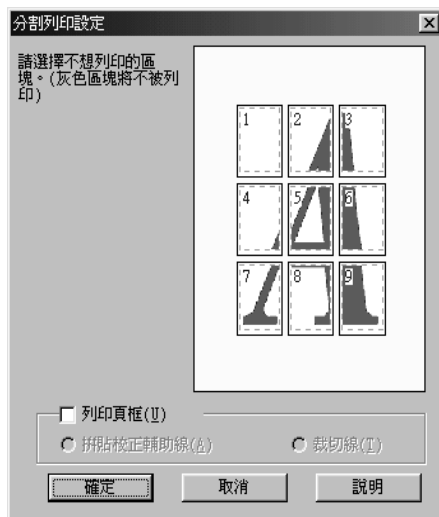 分割列印設定
請選擇不想列印的區
塊。(灰色區塊將不被列
印)
1 2 3
4 5 6
7 8 9
列印頁框(U)
拼貼校正輔助線(A) 裁切線(I)
確定 取消 說明